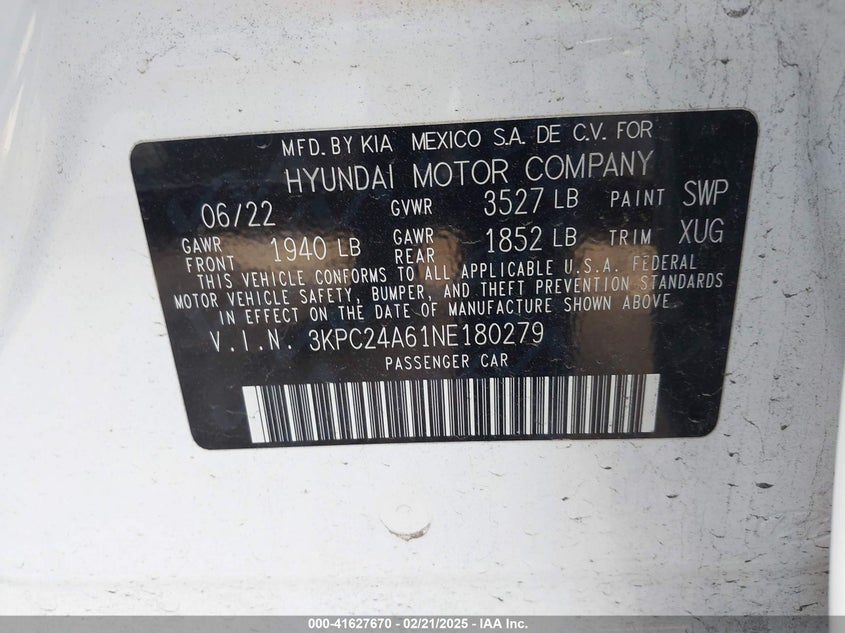 MFD. BY KIA MEXICO S.A. DE C.V. FOR
HYUNDAI MOTOR COMPANY
06/22 GVWR 3527 LB PAINT SWP
GAWR FRONT 1940 LB GAWR REAR 1852 LB TRIM XUG
THIS VEHICLE CONFORMS TO ALL APPLICABLE U.S.A. FEDERAL
MOTOR VEHICLE SAFETY, BUMPER, AND THEFT PREVENTION STANDARDS
IN EFFECT ON THE DATE OF MANUFACTURE SHOWN ABOVE.
V.I.N. 3KPC24A61NE180279
PASSENGER CAR
000-41627670 - 02/21/2025 - IAA Inc.